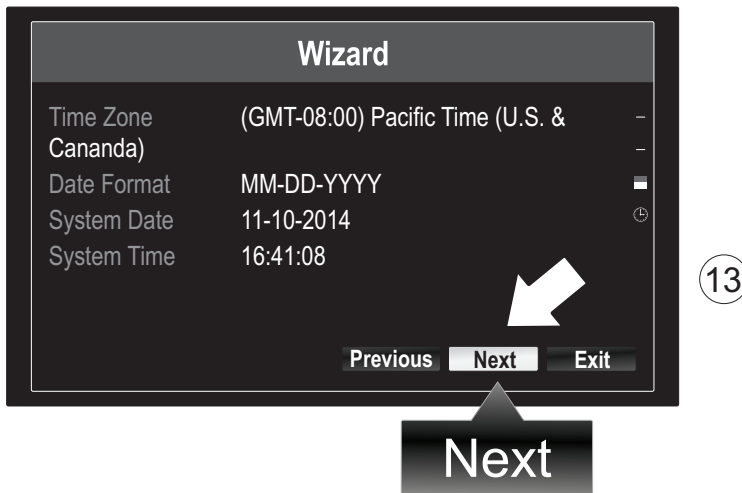 Wizard
Time Zone (GMT-08:00) Pacific Time (U.S. &
Cananda)
Date Format MM-DD-YYYY
System Date 11-10-2014
System Time 16:41:08
13
Previous Next Exit
Next